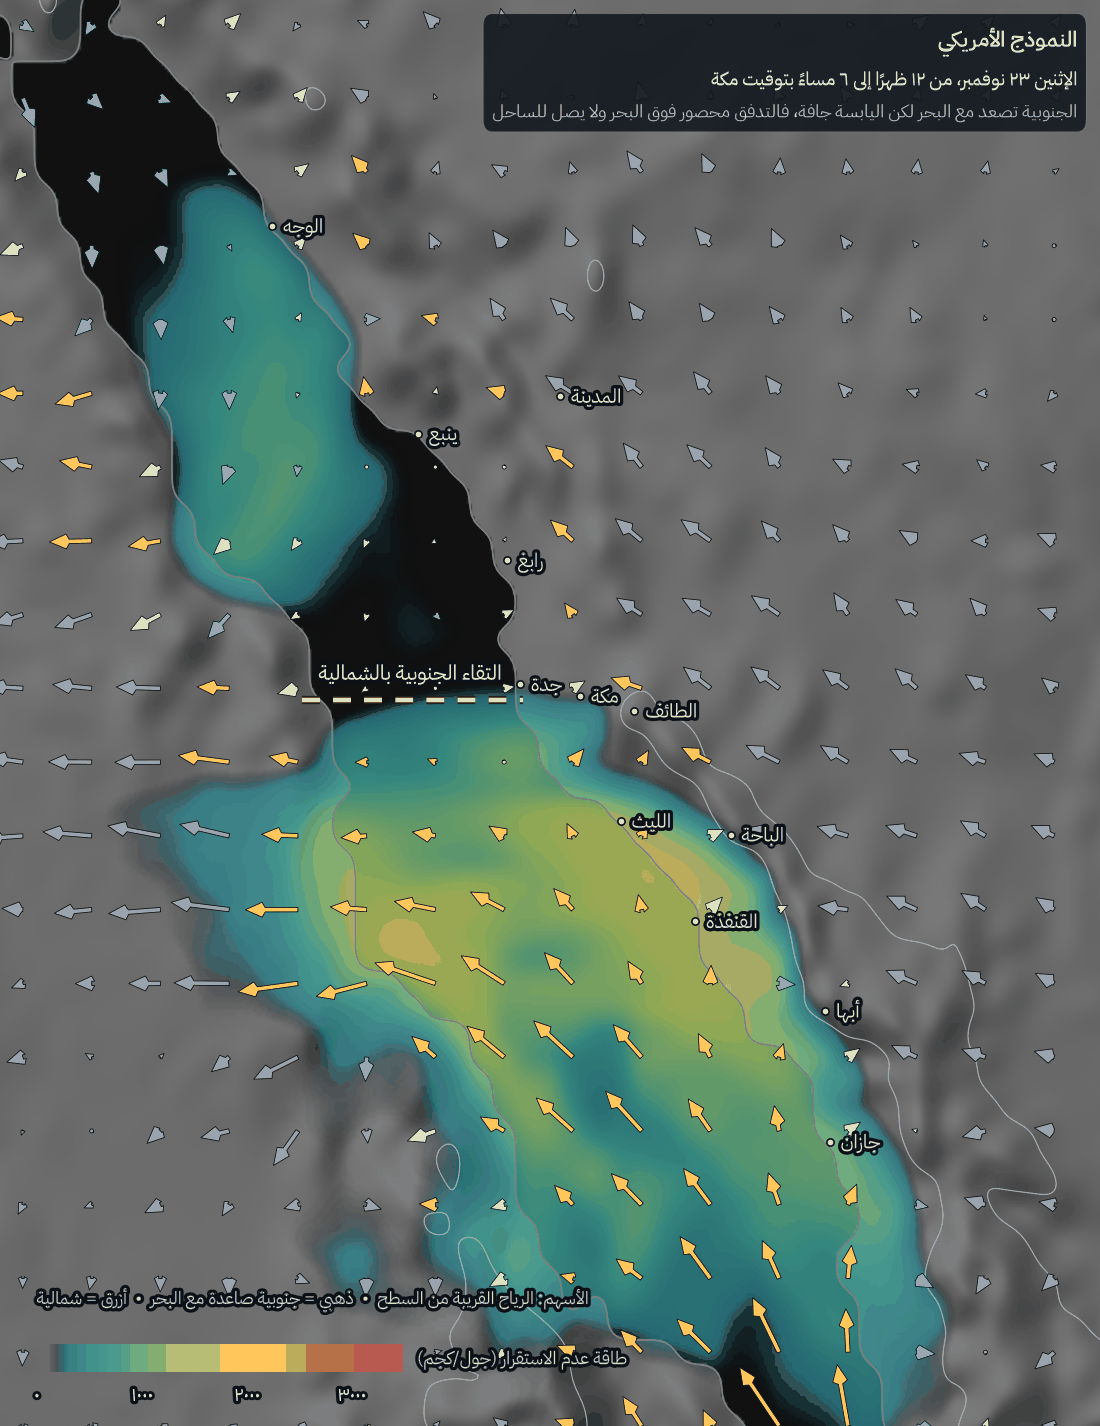 النموذج الأمريكي
الإثنين ٢٣ نوفمبر، من ١٢ ظهرًا إلى ٦ مساءً بتوقيت مكة
الجنوبية تصعد مع البحر لكن اليابسة جافة، فالتدفق محصور فوق البحر ولا يصل للساحل
الوجه
المدينة
ينبع
رابغ
التقاء الجنوبية بالشمالية
جدة
مكة
الطائف
الليث
الباحة
القنفذة
أبها
جازان
الأسهم: الرياح القريبة من السطح • ذهبي = جنوبية صاعدة مع البحر • أزرق = شمالية
طاقة عدم الاستقرار (جول/كجم)
٠ ١٠٠٠ ٢٠٠٠ ٣٠٠٠